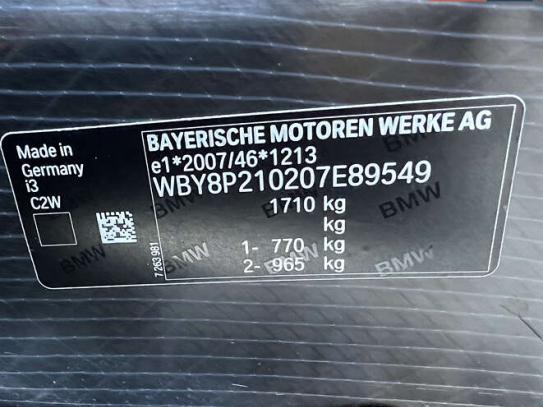 Made in
Germany
i3
C2W
7 263 981
BAYERISCHE MOTOREN WERKE AG
e1*2007/46*1213
WBY8P210207E89549
1710 kg
kg
1- 770 kg
2- 965 kg
BMW
BMW
BMW
BMW
BMW
BMW